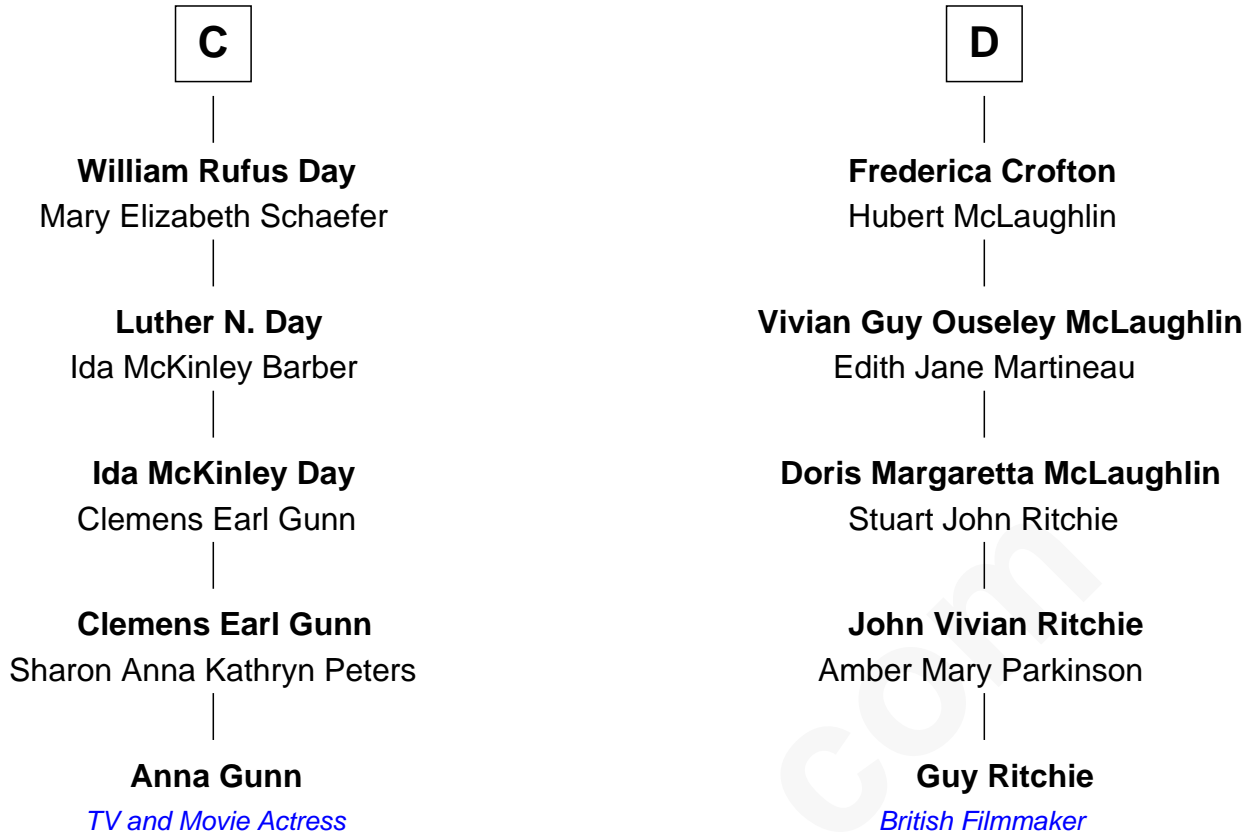 C
William Rufus Day
Mary Elizabeth Schaefer
Luther N. Day
Ida McKinley Barber
Ida McKinley Day
Clemens Earl Gunn
Clemens Earl Gunn
Sharon Anna Kathryn Peters
Anna Gunn
TV and Movie Actress
D
Frederica Crofton
Hubert McLaughlin
Vivian Guy Ouseley McLaughlin
Edith Jane Martineau
Doris Margaretta McLaughlin
Stuart John Ritchie
John Vivian Ritchie
Amber Mary Parkinson
Guy Ritchie
British Filmmaker
com